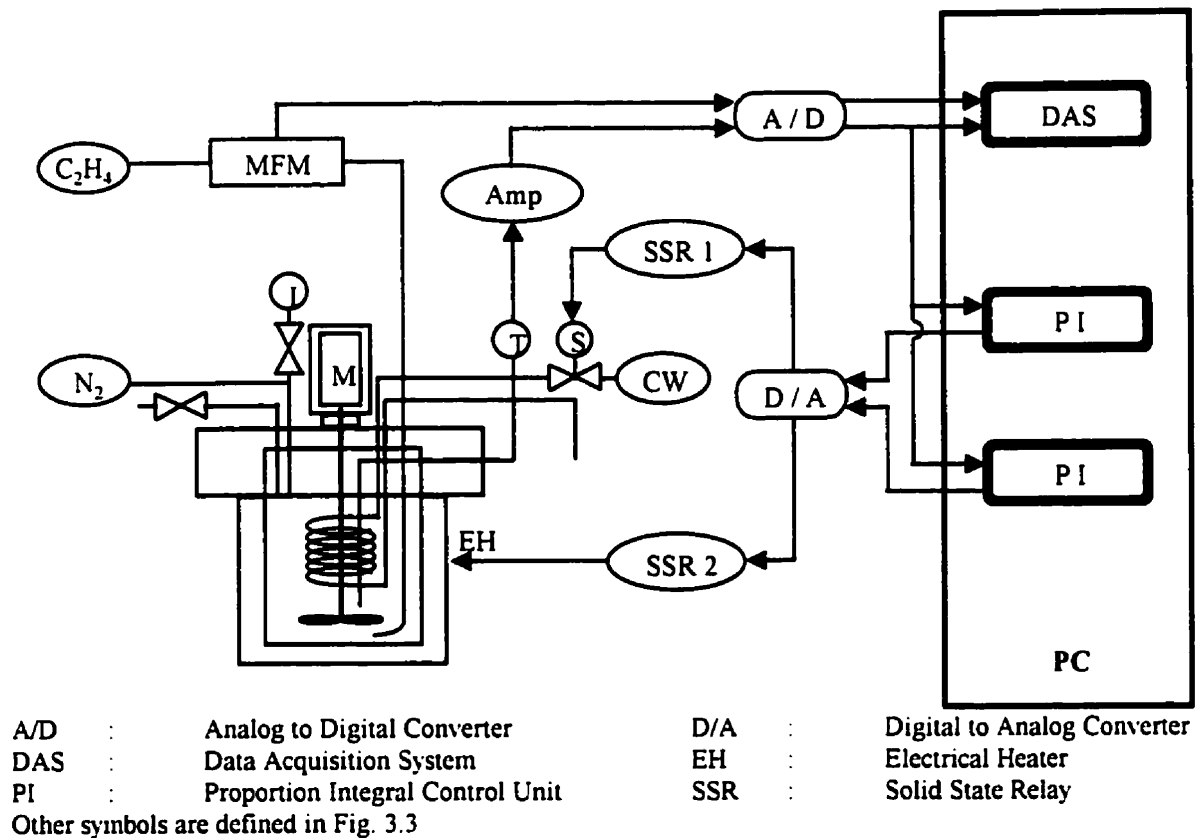 A / D
DAS
C₂H₄
MFM
Amp
SSR 1
I
PI
T
S
N₂
M
CW
D / A
PI
EH
SSR 2
PC
A/D : Analog to Digital Converter D/A : Digital to Analog Converter
DAS : Data Acquisition System EH : Electrical Heater
PI : Proportion Integral Control Unit SSR : Solid State Relay
Other symbols are defined in Fig. 3.3